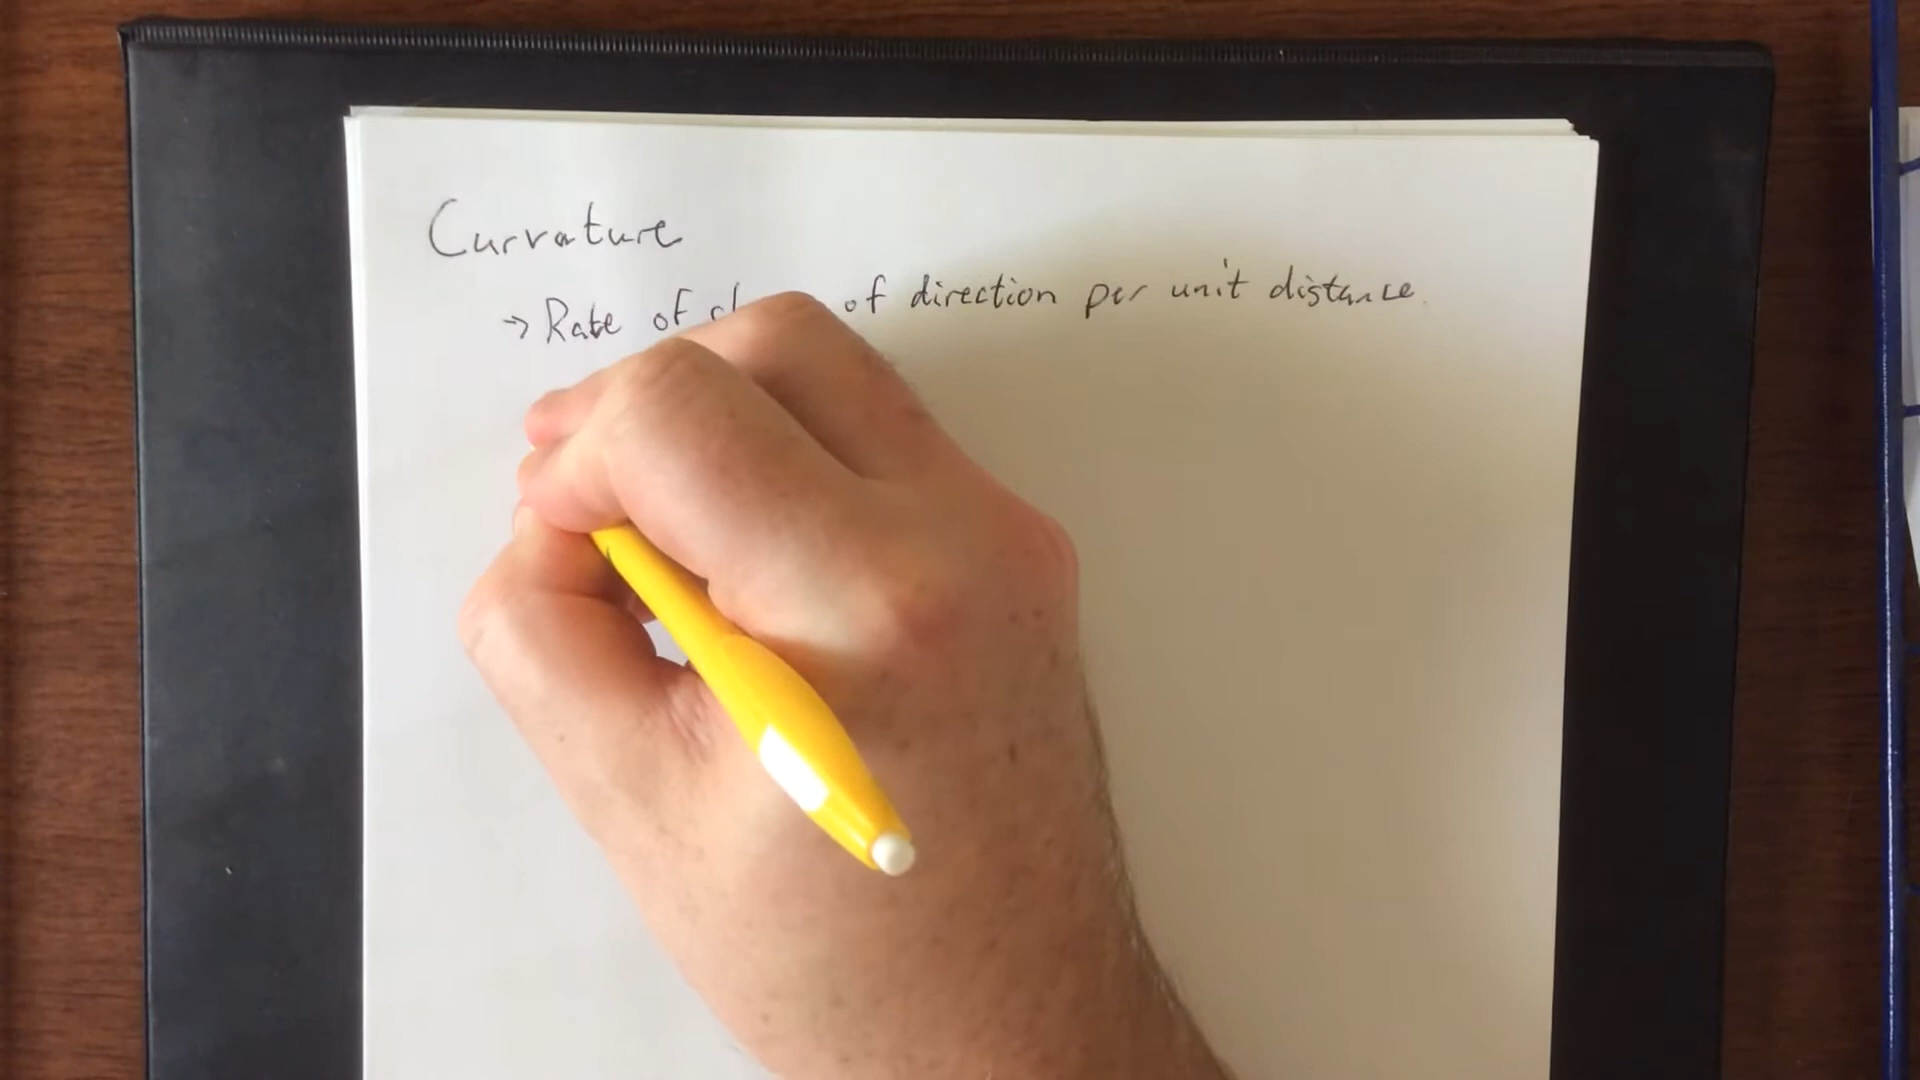 Curvature
→ Rate of of direction per unit distance.